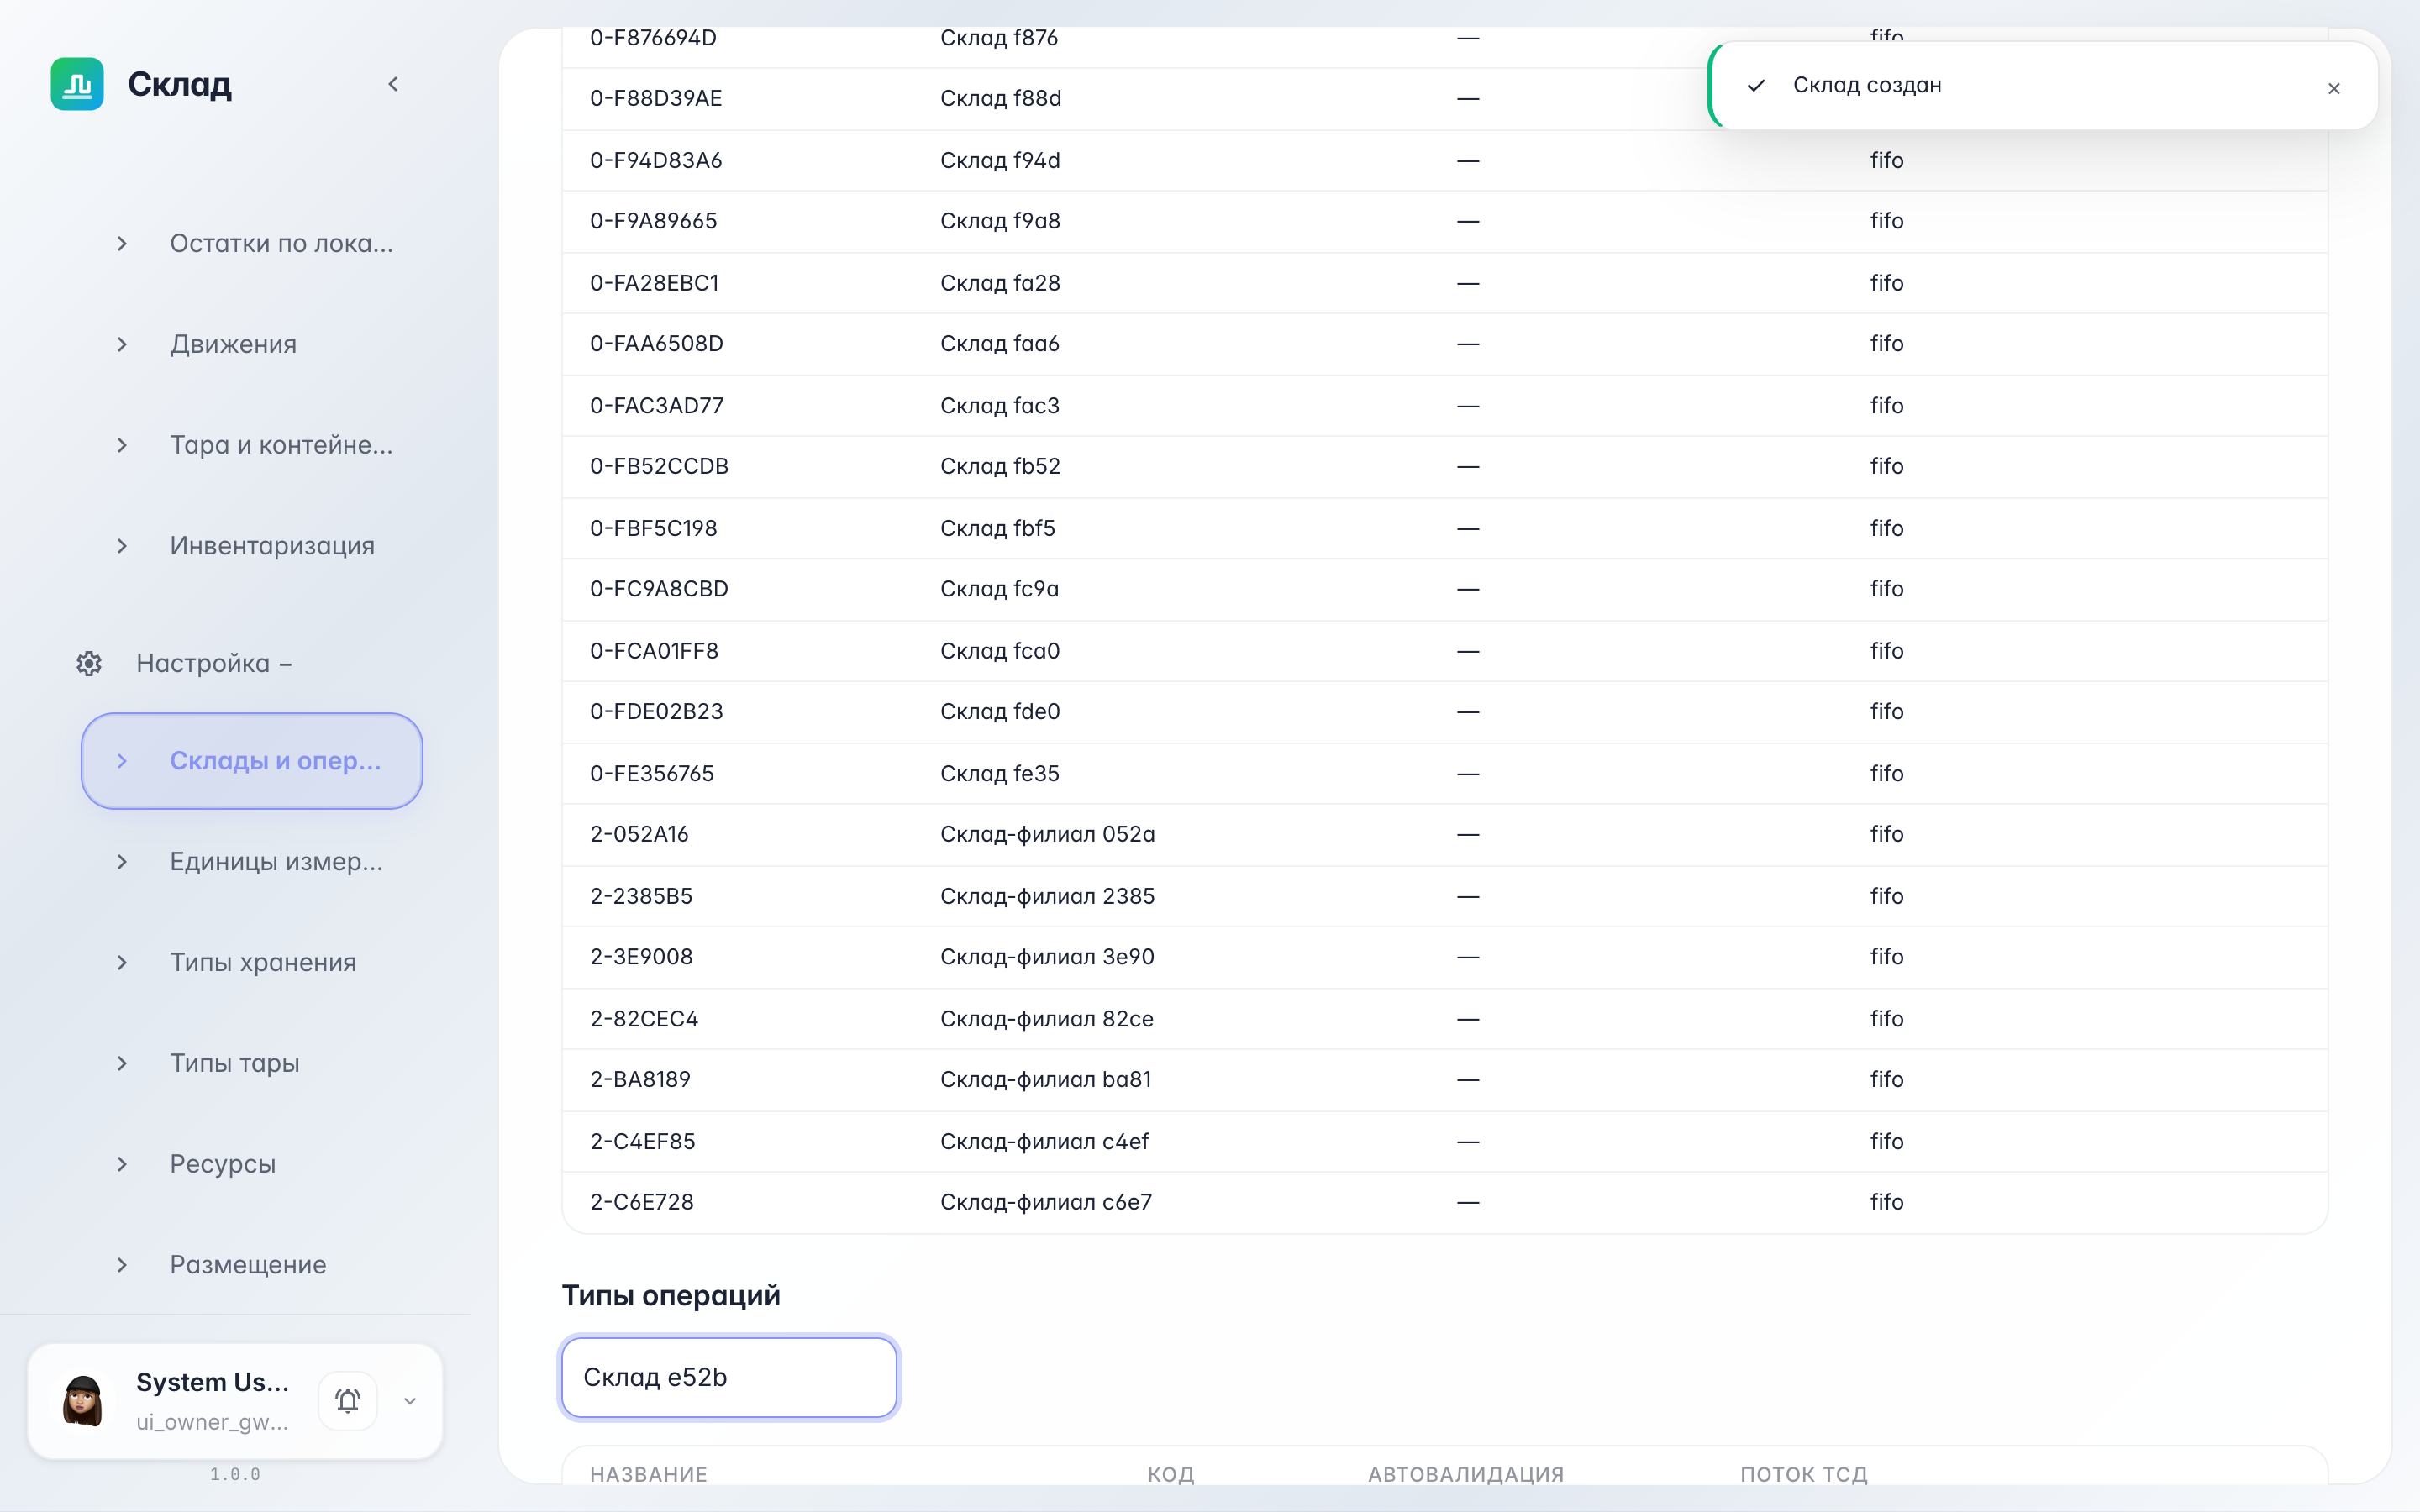 Склад
Остатки по лока...
Движения
Тара и контейне...
Инвентаризация
Настройка –
Склады и опер...
Единицы измер...
Типы хранения
Типы тары
Ресурсы
Размещение
System Us...
ui_owner_gw...
1.0.0
Склад создан
0-F876694D Склад f876 — fifo
0-F88D39AE Склад f88d —
0-F94D83A6 Склад f94d — fifo
0-F9A89665 Склад f9a8 — fifo
0-FA28EBC1 Склад fa28 — fifo
0-FAA6508D Склад faa6 — fifo
0-FAC3AD77 Склад fac3 — fifo
0-FB52CCDB Склад fb52 — fifo
0-FBF5C198 Склад fbf5 — fifo
0-FC9A8CBD Склад fc9a — fifo
0-FCA01FF8 Склад fca0 — fifo
0-FDE02B23 Склад fde0 — fifo
0-FE356765 Склад fe35 — fifo
2-052A16 Склад-филиал 052a — fifo
2-2385B5 Склад-филиал 2385 — fifo
2-3E9008 Склад-филиал 3e90 — fifo
2-82CEC4 Склад-филиал 82ce — fifo
2-BA8189 Склад-филиал ba81 — fifo
2-C4EF85 Склад-филиал c4ef — fifo
2-C6E728 Склад-филиал c6e7 — fifo
Типы операций
Склад e52b
НАЗВАНИЕ КОД АВТОВАЛИДАЦИЯ ПОТОК ТСД